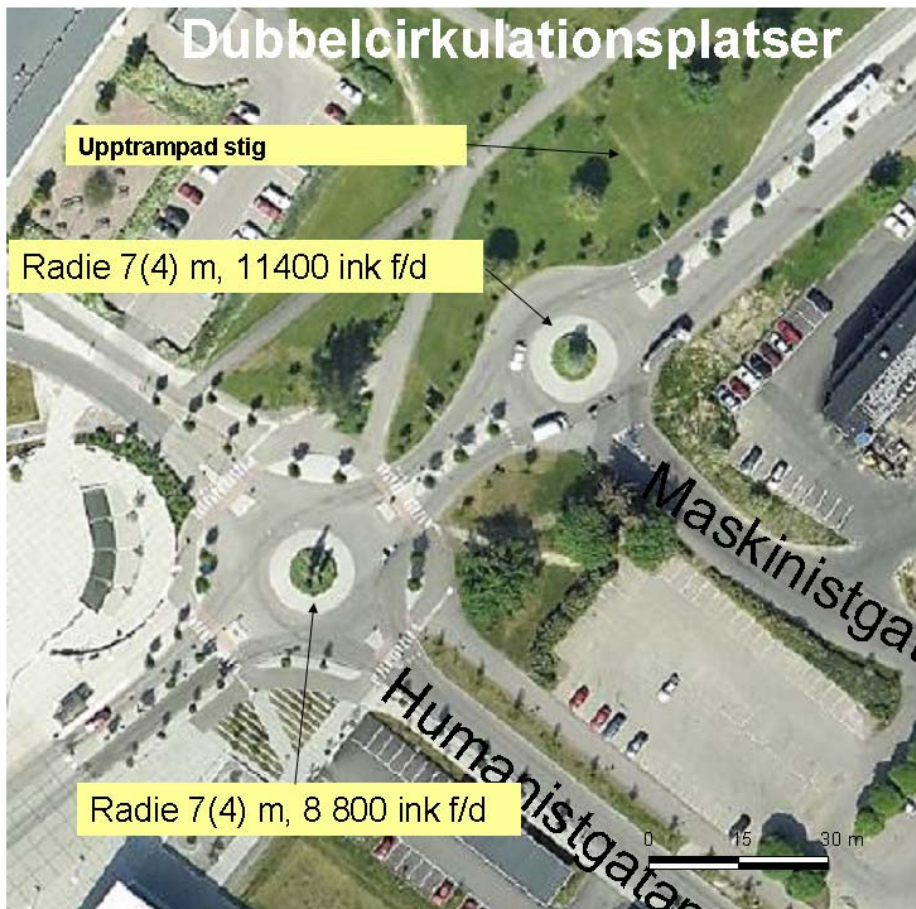 Dubbelcirkulationsplatser
Upptrampad stig
Radie 7(4) m, 11400 ink f/d
Maskinistgat
Humanistgatan
Radie 7(4) m, 8 800 ink f/d
0 15 30 m